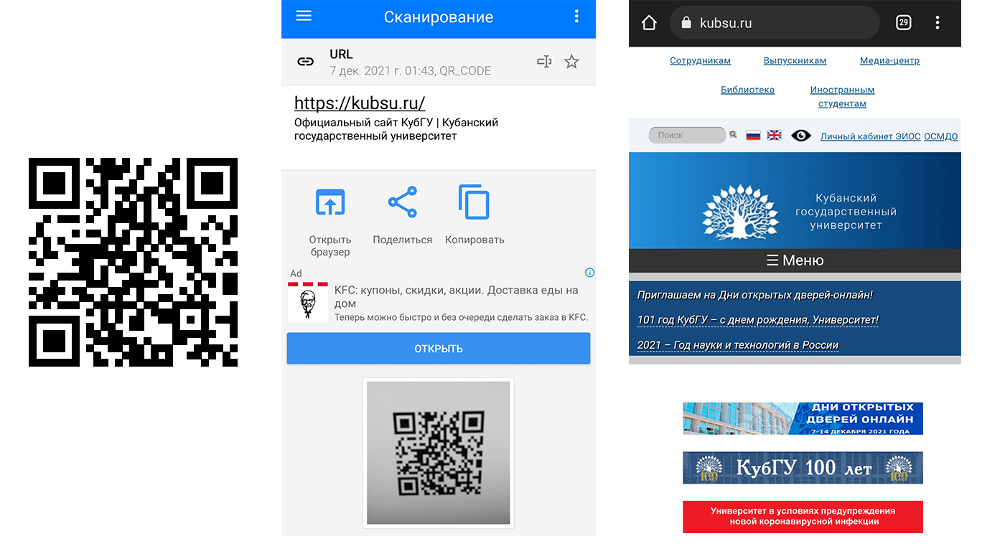 Сканирование
URL
7 дек. 2021 г. 01:43, QR_CODE
https://kubsu.ru/
Официальный сайт КубГУ | Кубанский
государственный университет
Открыть
браузер
Поделиться
Копировать
Ad
KFC: купоны, скидки, акции. Доставка еды на
дом
Теперь можно быстро и без очереди сделать заказ в KFC.
ОТКРЫТЬ
kubsu.ru
29
Сотрудникам Выпускникам Медиа-центр
Библиотека Иностранным
студентам
Поиск Личный кабинет ЭИОС ОСМДО
Кубанский
государственный
университет
☰ Меню
Приглашаем на Дни открытых дверей-онлайн!
101 год КубГУ – с днем рождения, Университет!
2021 – Год науки и технологий в России
ДНИ ОТКРЫТЫХ
ДВЕРЕЙ ОНЛАЙН
7-14 ДЕКАБРЯ 2021 ГОДА
100 КубГУ 100 лет 100
Университет в условиях предупреждения
новой коронавирусной инфекции